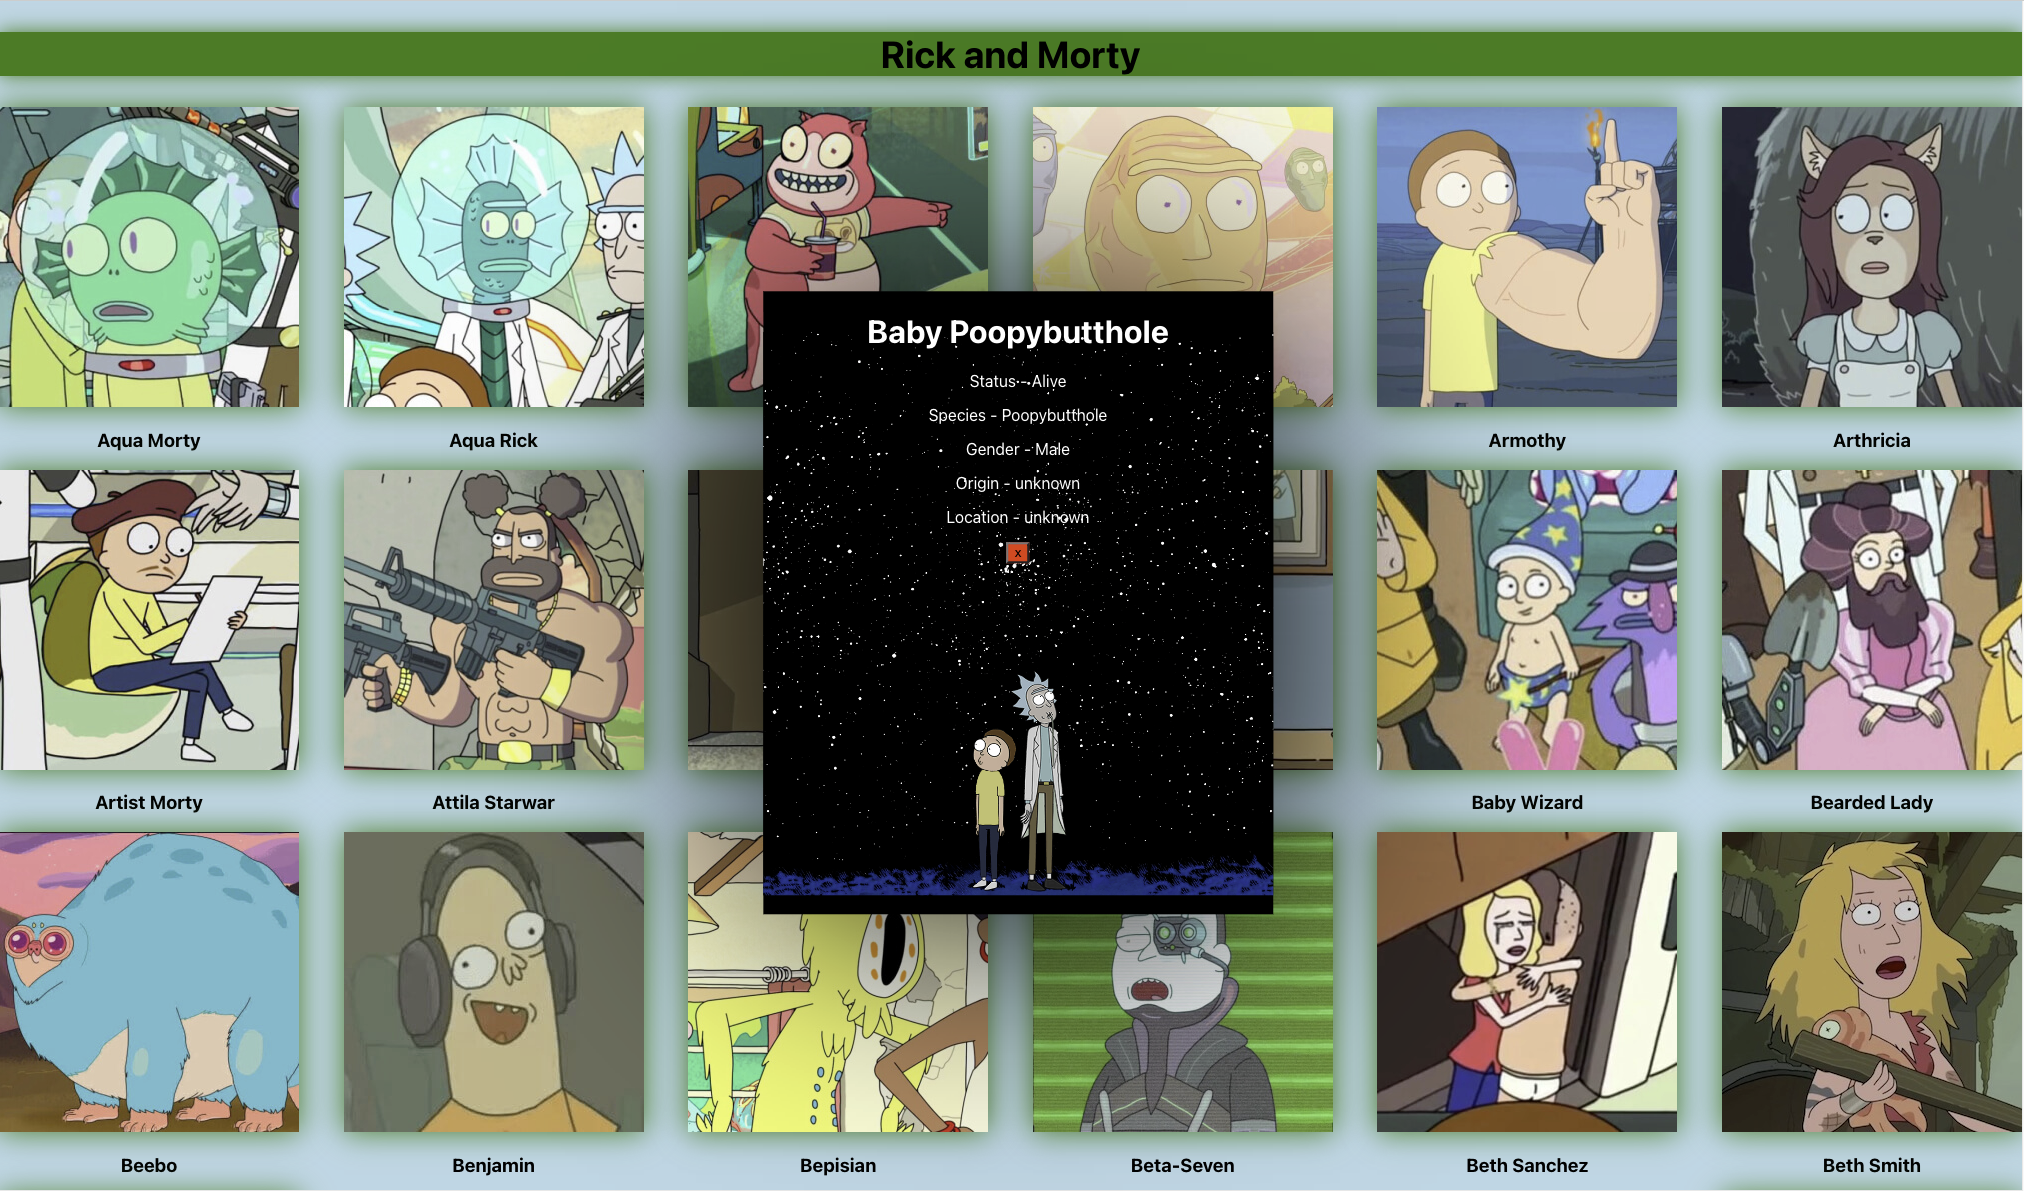 Rick and Morty
Aqua Morty
Aqua Rick
Armothy
Arthricia
Baby Poopybutthole
Status - Alive
Species - Poopybutthole
Gender - Male
Origin - unknown
Location - unknown
x
Artist Morty
Attila Starwar
Baby Wizard
Bearded Lady
Beebo
Benjamin
Bepisian
Beta-Seven
Beth Sanchez
Beth Smith